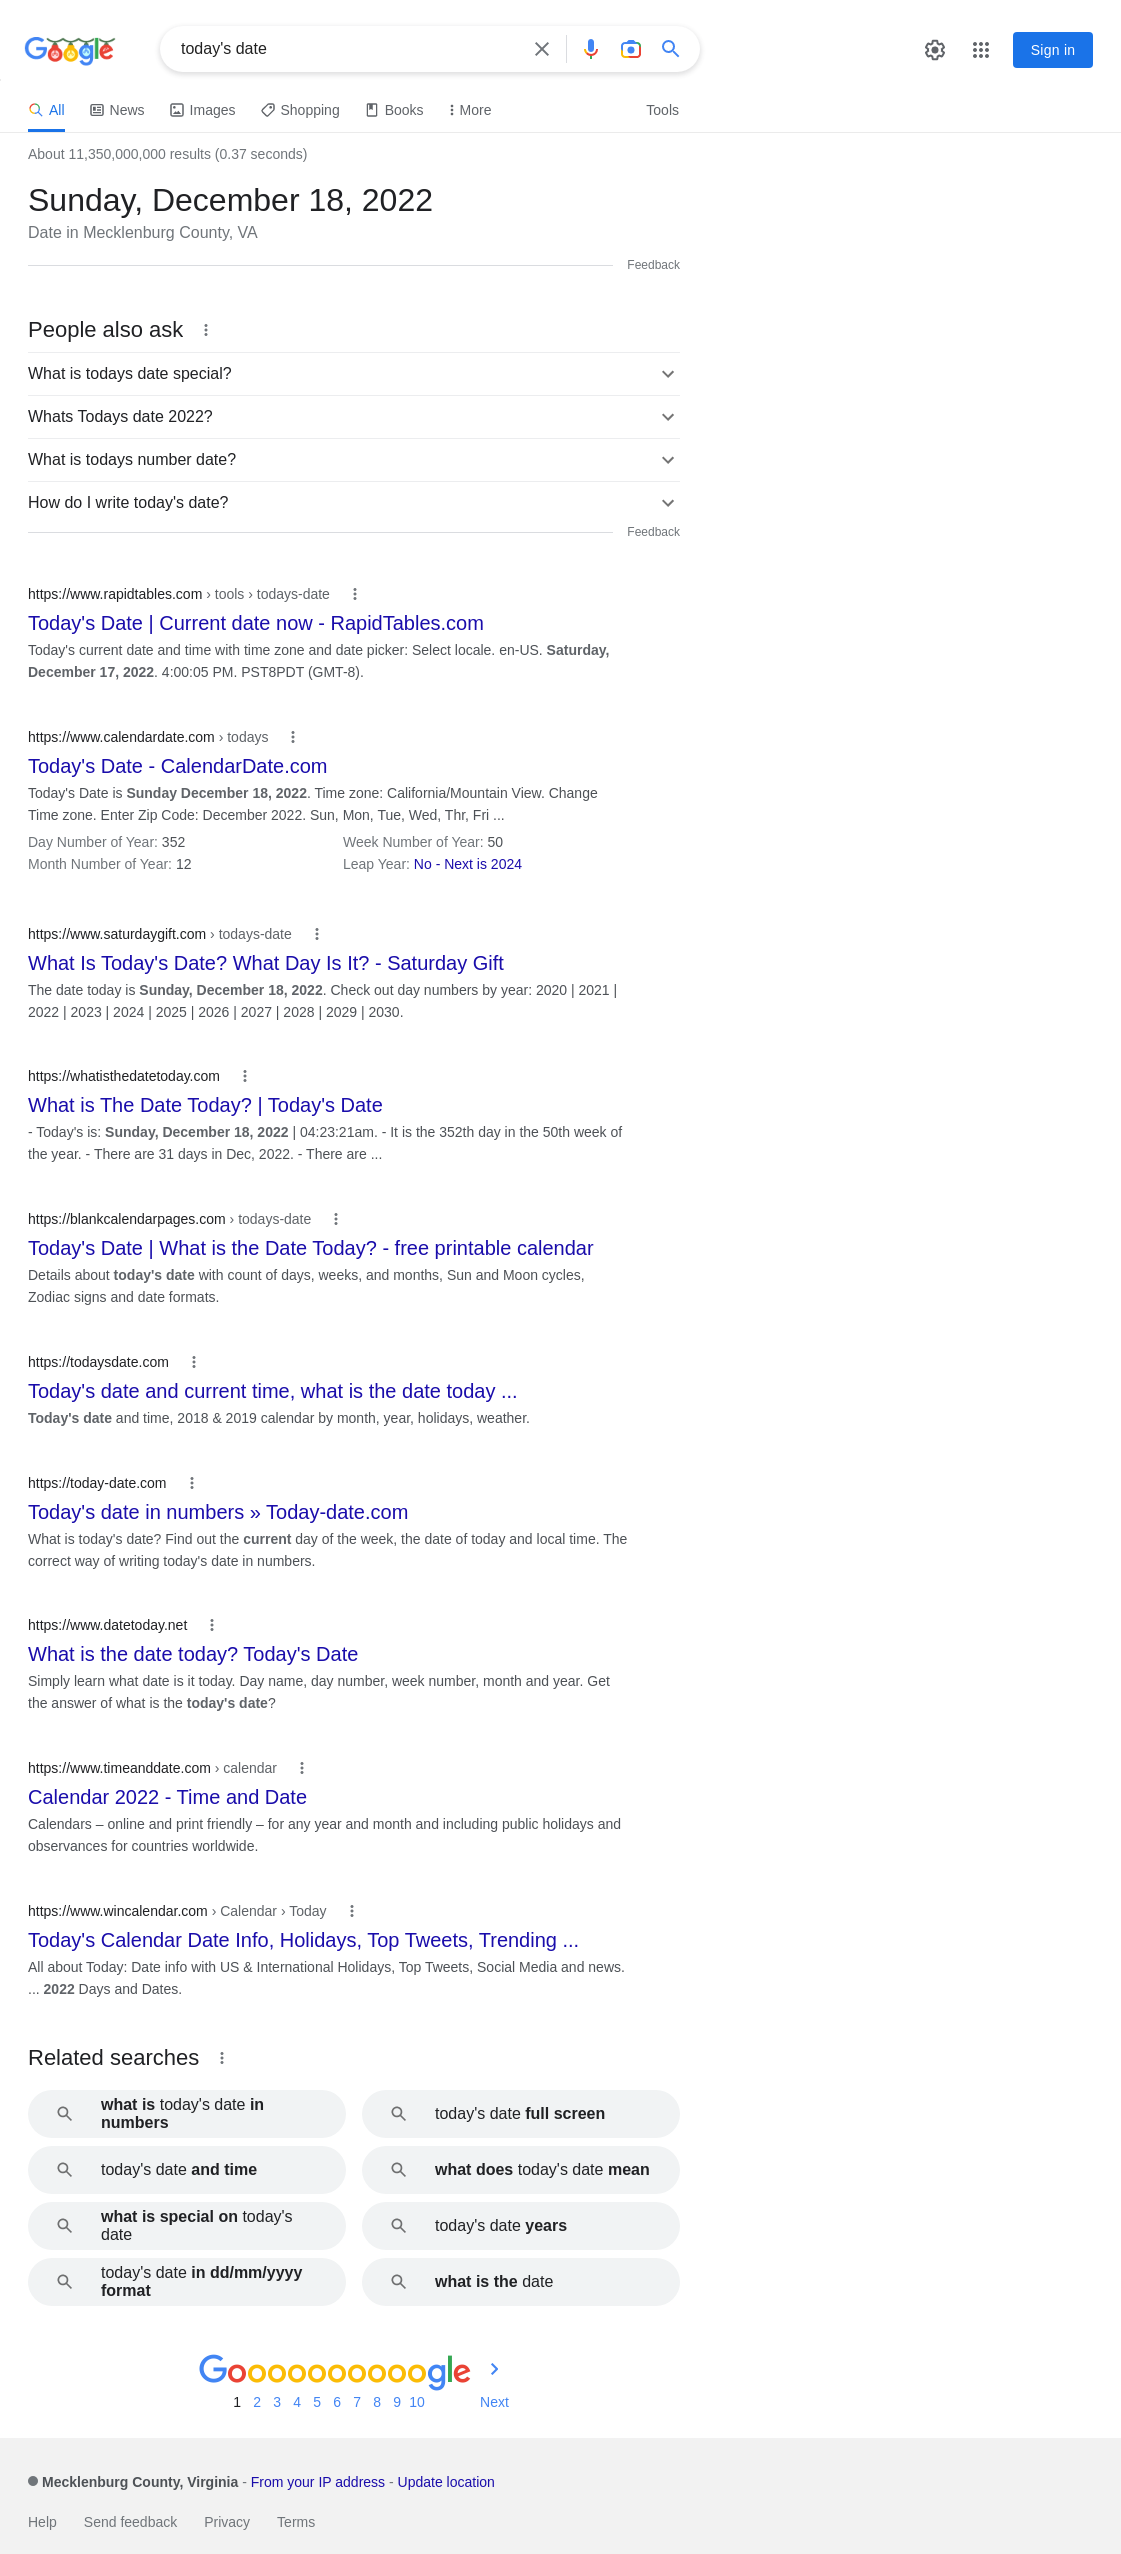 Google
today's date
Sign in
All
News
Images
Shopping
Books
More
Tools
About 11,350,000,000 results (0.37 seconds)
Sunday, December 18, 2022
Date in Mecklenburg County, VA
Feedback
People also ask
What is todays date special?
Whats Todays date 2022?
What is todays number date?
How do I write today's date?
Feedback
https://www.rapidtables.com › tools › todays-date
Today's Date | Current date now - RapidTables.com
Today's current date and time with time zone and date picker: Select locale. en-US. Saturday,
December 17, 2022. 4:00:05 PM. PST8PDT (GMT-8).
https://www.calendardate.com › todays
Today's Date - CalendarDate.com
Today's Date is Sunday December 18, 2022. Time zone: California/Mountain View. Change
Time zone. Enter Zip Code: December 2022. Sun, Mon, Tue, Wed, Thr, Fri ...
Day Number of Year: 352
Week Number of Year: 50
Month Number of Year: 12
Leap Year: No - Next is 2024
https://www.saturdaygift.com › todays-date
What Is Today's Date? What Day Is It? - Saturday Gift
The date today is Sunday, December 18, 2022. Check out day numbers by year: 2020 | 2021 |
2022 | 2023 | 2024 | 2025 | 2026 | 2027 | 2028 | 2029 | 2030.
https://whatisthedatetoday.com
What is The Date Today? | Today's Date
- Today's is: Sunday, December 18, 2022 | 04:23:21am. - It is the 352th day in the 50th week of
the year. - There are 31 days in Dec, 2022. - There are ...
https://blankcalendarpages.com › todays-date
Today's Date | What is the Date Today? - free printable calendar
Details about today's date with count of days, weeks, and months, Sun and Moon cycles,
Zodiac signs and date formats.
https://todaysdate.com
Today's date and current time, what is the date today ...
Today's date and time, 2018 & 2019 calendar by month, year, holidays, weather.
https://today-date.com
Today's date in numbers » Today-date.com
What is today's date? Find out the current day of the week, the date of today and local time. The
correct way of writing today's date in numbers.
https://www.datetoday.net
What is the date today? Today's Date
Simply learn what date is it today. Day name, day number, week number, month and year. Get
the answer of what is the today's date?
https://www.timeanddate.com › calendar
Calendar 2022 - Time and Date
Calendars – online and print friendly – for any year and month and including public holidays and
observances for countries worldwide.
https://www.wincalendar.com › Calendar › Today
Today's Calendar Date Info, Holidays, Top Tweets, Trending ...
All about Today: Date info with US & International Holidays, Top Tweets, Social Media and news.
... 2022 Days and Dates.
Related searches
what is today's date in
numbers
today's date full screen
today's date and time
what does today's date mean
what is special on today's
date
today's date years
today's date in dd/mm/yyyy
format
what is the date
Goooooooooogle
1 2 3 4 5 6 7 8 9 10 Next
Mecklenburg County, Virginia - From your IP address - Update location
Help Send feedback Privacy Terms